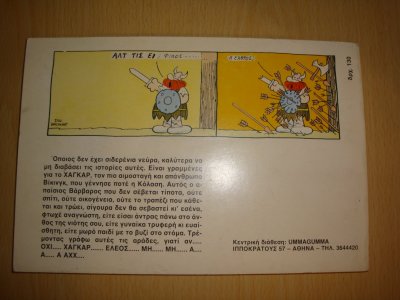 ΑΛΤ ΤΙΣ ΕΙ
Ο ΕΧΘΡΟΣ
δρχ. 130
Οποιος δεν έχει σιδερένια νεύρα, καλύτερα να
μη διαβάσει τις ιστορίες αυτές. Είναι γραμμένες
για το ΧΑΓΚΑΡ, τον πιο αιμοσταγή και απάνθρωπο
Βίκινγκ, που γέννησε ποτέ η Κόλαση. Αυτός ο α-
παίσιος Βάρβαρος που δεν σέβεται τίποτα, ούτε
σπίτι, ούτε οικογένεια, ούτε το τραπέζι που κάθε-
ται και τρώει, σίγουρα δεν θα σεβαστεί κι' εσένα,
φτωχέ αναγνώστη, είτε είσαι άντρας πάνω στο άν-
θος της νιότης σου, είτε γυναίκα τρυφερή κι ευαί-
σθητη, είτε μωρό παιδί με το βυζί στο στόμα. Τρέ-
μοντας γράφω αυτές τις αράδες, γιατί αν....
ΟΧΙ.... ΧΑΓΚΑΡ...... ΕΛΕΟΣ..... ΜΗ..... ΜΗ..... Α....
Α..... Α ΑΧΧ....
Κεντρική διάθεση: UMMAGUMMA
ΙΠΠΟΚΡΑΤΟΥΣ 57 – ΑΘΗΝΑ – ΤΗΛ. 3644420